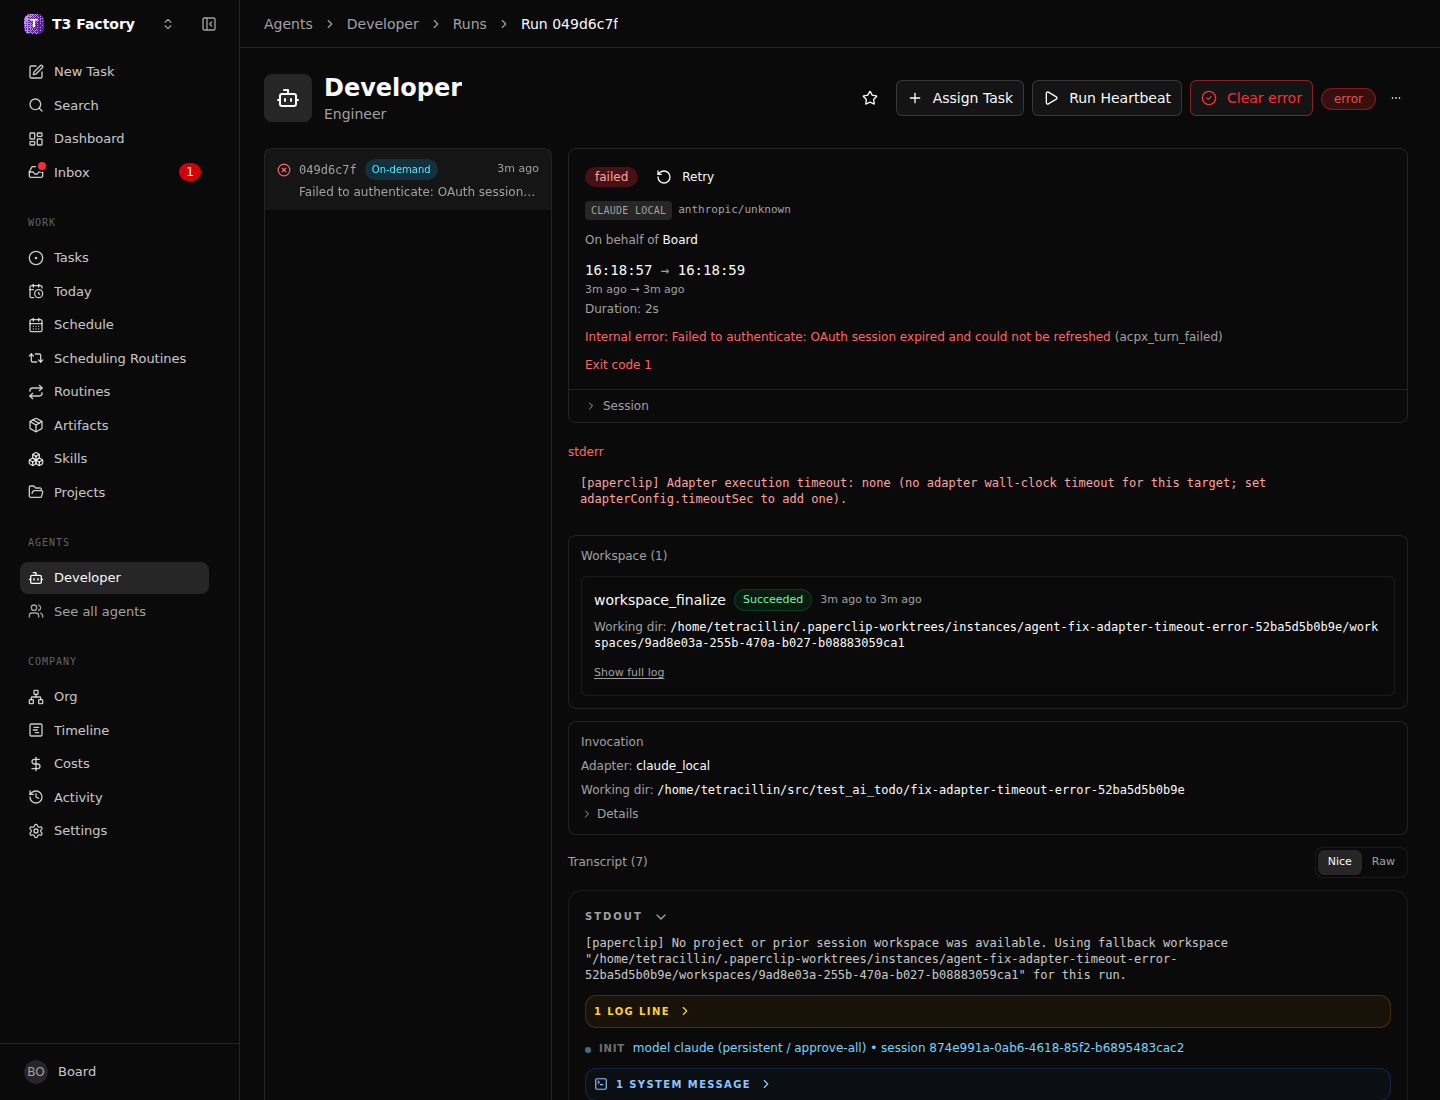 T T3 Factory
New Task
Search
Dashboard
Inbox 1
WORK
Tasks
Today
Schedule
Scheduling Routines
Routines
Artifacts
Skills
Projects
AGENTS
Developer
See all agents
COMPANY
Org
Timeline
Costs
Activity
Settings
BO Board
Agents > Developer > Runs > Run 049d6c7f
Developer
Engineer
Assign Task
Run Heartbeat
Clear error
error
049d6c7f On-demand 3m ago
Failed to authenticate: OAuth session…
failed Retry
CLAUDE LOCAL anthropic/unknown
On behalf of Board
16:18:57 → 16:18:59
3m ago → 3m ago
Duration: 2s
Internal error: Failed to authenticate: OAuth session expired and could not be refreshed (acpx_turn_failed)
Exit code 1
Session
stderr
[paperclip] Adapter execution timeout: none (no adapter wall-clock timeout for this target; set
adapterConfig.timeoutSec to add one).
Workspace (1)
workspace_finalize Succeeded 3m ago to 3m ago
Working dir: /home/tetracillin/.paperclip-worktrees/instances/agent-fix-adapter-timeout-error-52ba5d5b0b9e/work
spaces/9ad8e03a-255b-470a-b027-b08883059ca1
Show full log
Invocation
Adapter: claude_local
Working dir: /home/tetracillin/src/test_ai_todo/fix-adapter-timeout-error-52ba5d5b0b9e
Details
Transcript (7)
Nice Raw
STDOUT
[paperclip] No project or prior session workspace was available. Using fallback workspace
"/home/tetracillin/.paperclip-worktrees/instances/agent-fix-adapter-timeout-error-
52ba5d5b0b9e/workspaces/9ad8e03a-255b-470a-b027-b08883059ca1" for this run.
1 LOG LINE
INIT model claude (persistent / approve-all) • session 874e991a-0ab6-4618-85f2-b6895483cac2
1 SYSTEM MESSAGE